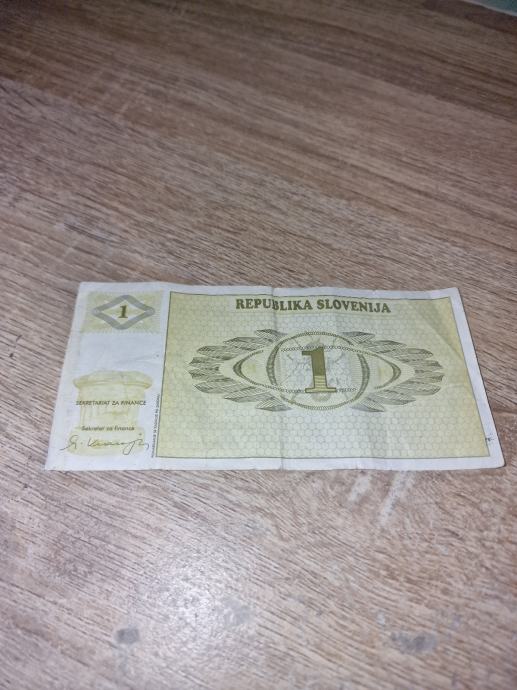 REPUBLIKA SLOVENIJA
1
1
SEKRETARIAT ZA FINANCE
Sekretar za finance